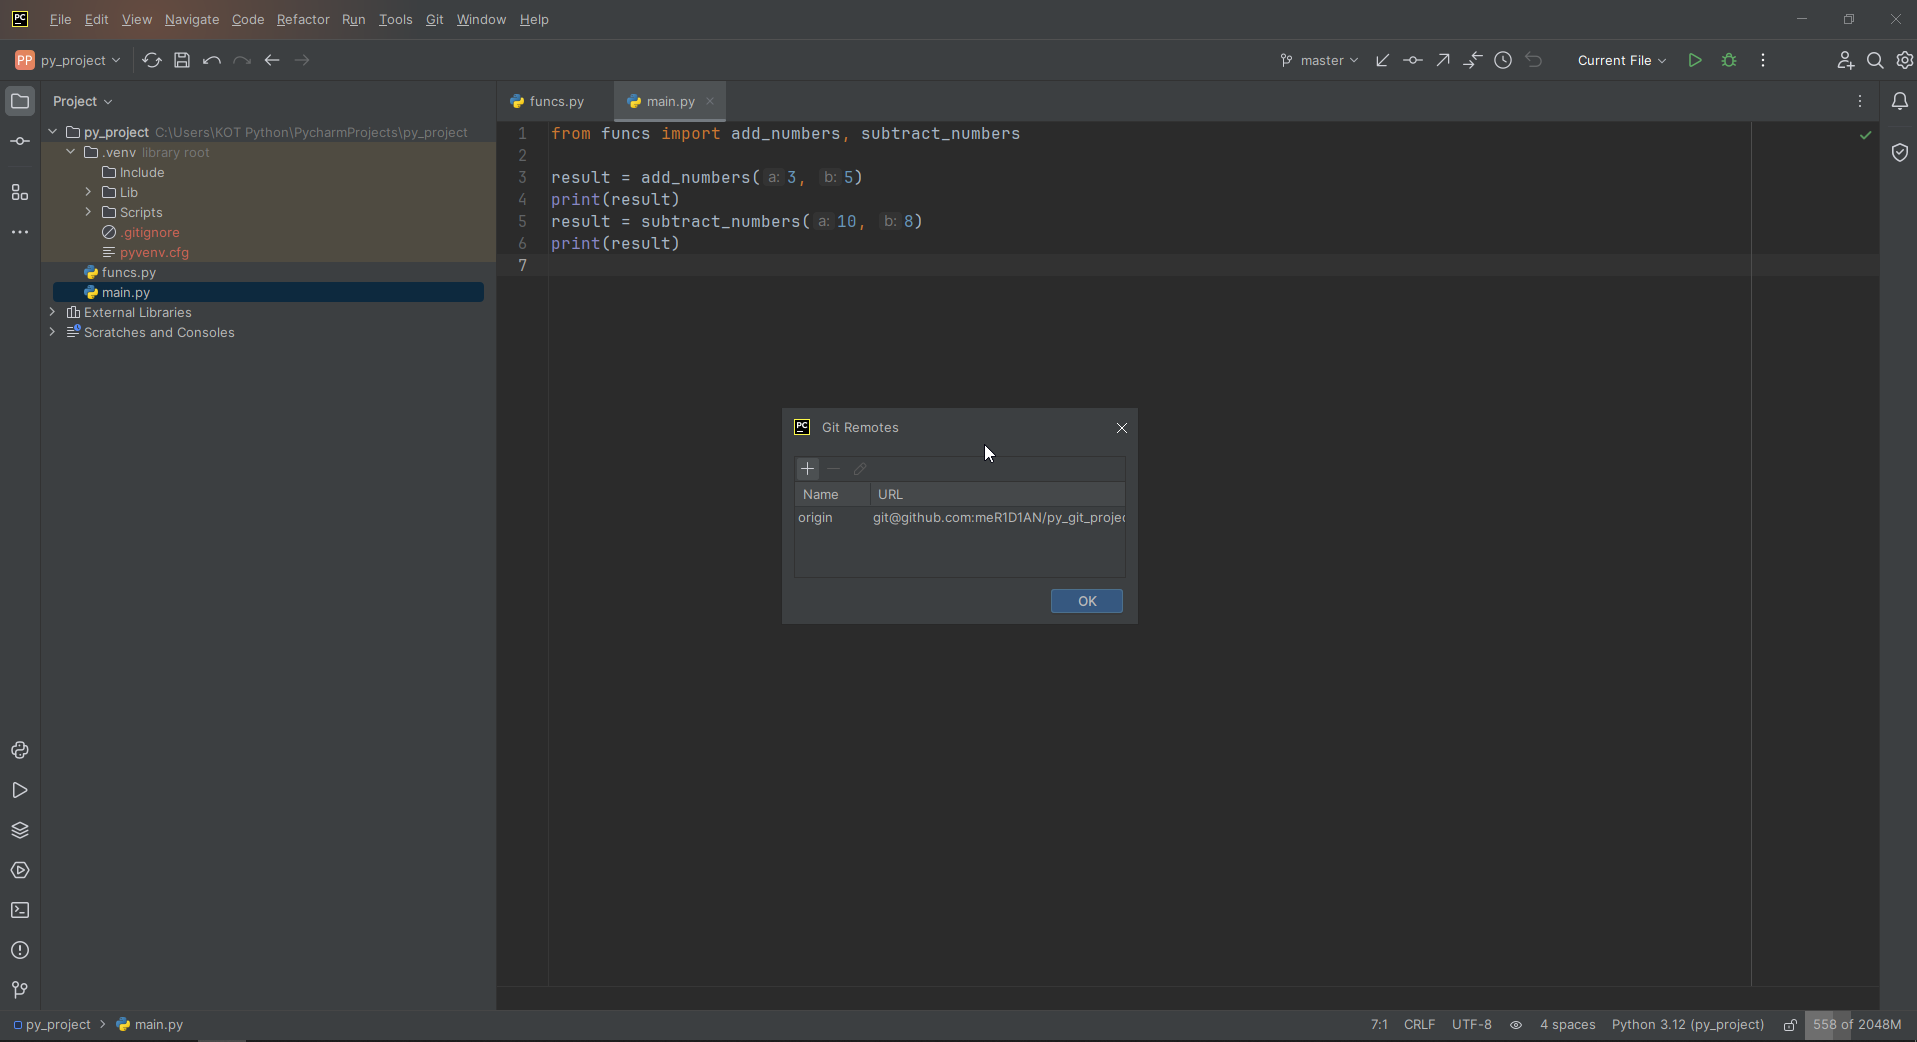 PC File Edit View Navigate Code Refactor Run Tools Git Window Help
PP py_project master Current File
Project
py_project C:\Users\KOT Python\PycharmProjects\py_project
.venv library root
Include
Lib
Scripts
.gitignore
pyvenv.cfg
funcs.py
main.py
External Libraries
Scratches and Consoles
funcs.py main.py
1 from funcs import add_numbers, subtract_numbers
2
3 result = add_numbers( a: 3, b: 5)
4 print(result)
5 result = subtract_numbers( a: 10, b: 8)
6 print(result)
7
PC Git Remotes
Name URL
origin git@github.com:meR1D1AN/py_git_projec
OK
py_project main.py 7:1 CRLF UTF-8 4 spaces Python 3.12 (py_project) 558 of 2048M